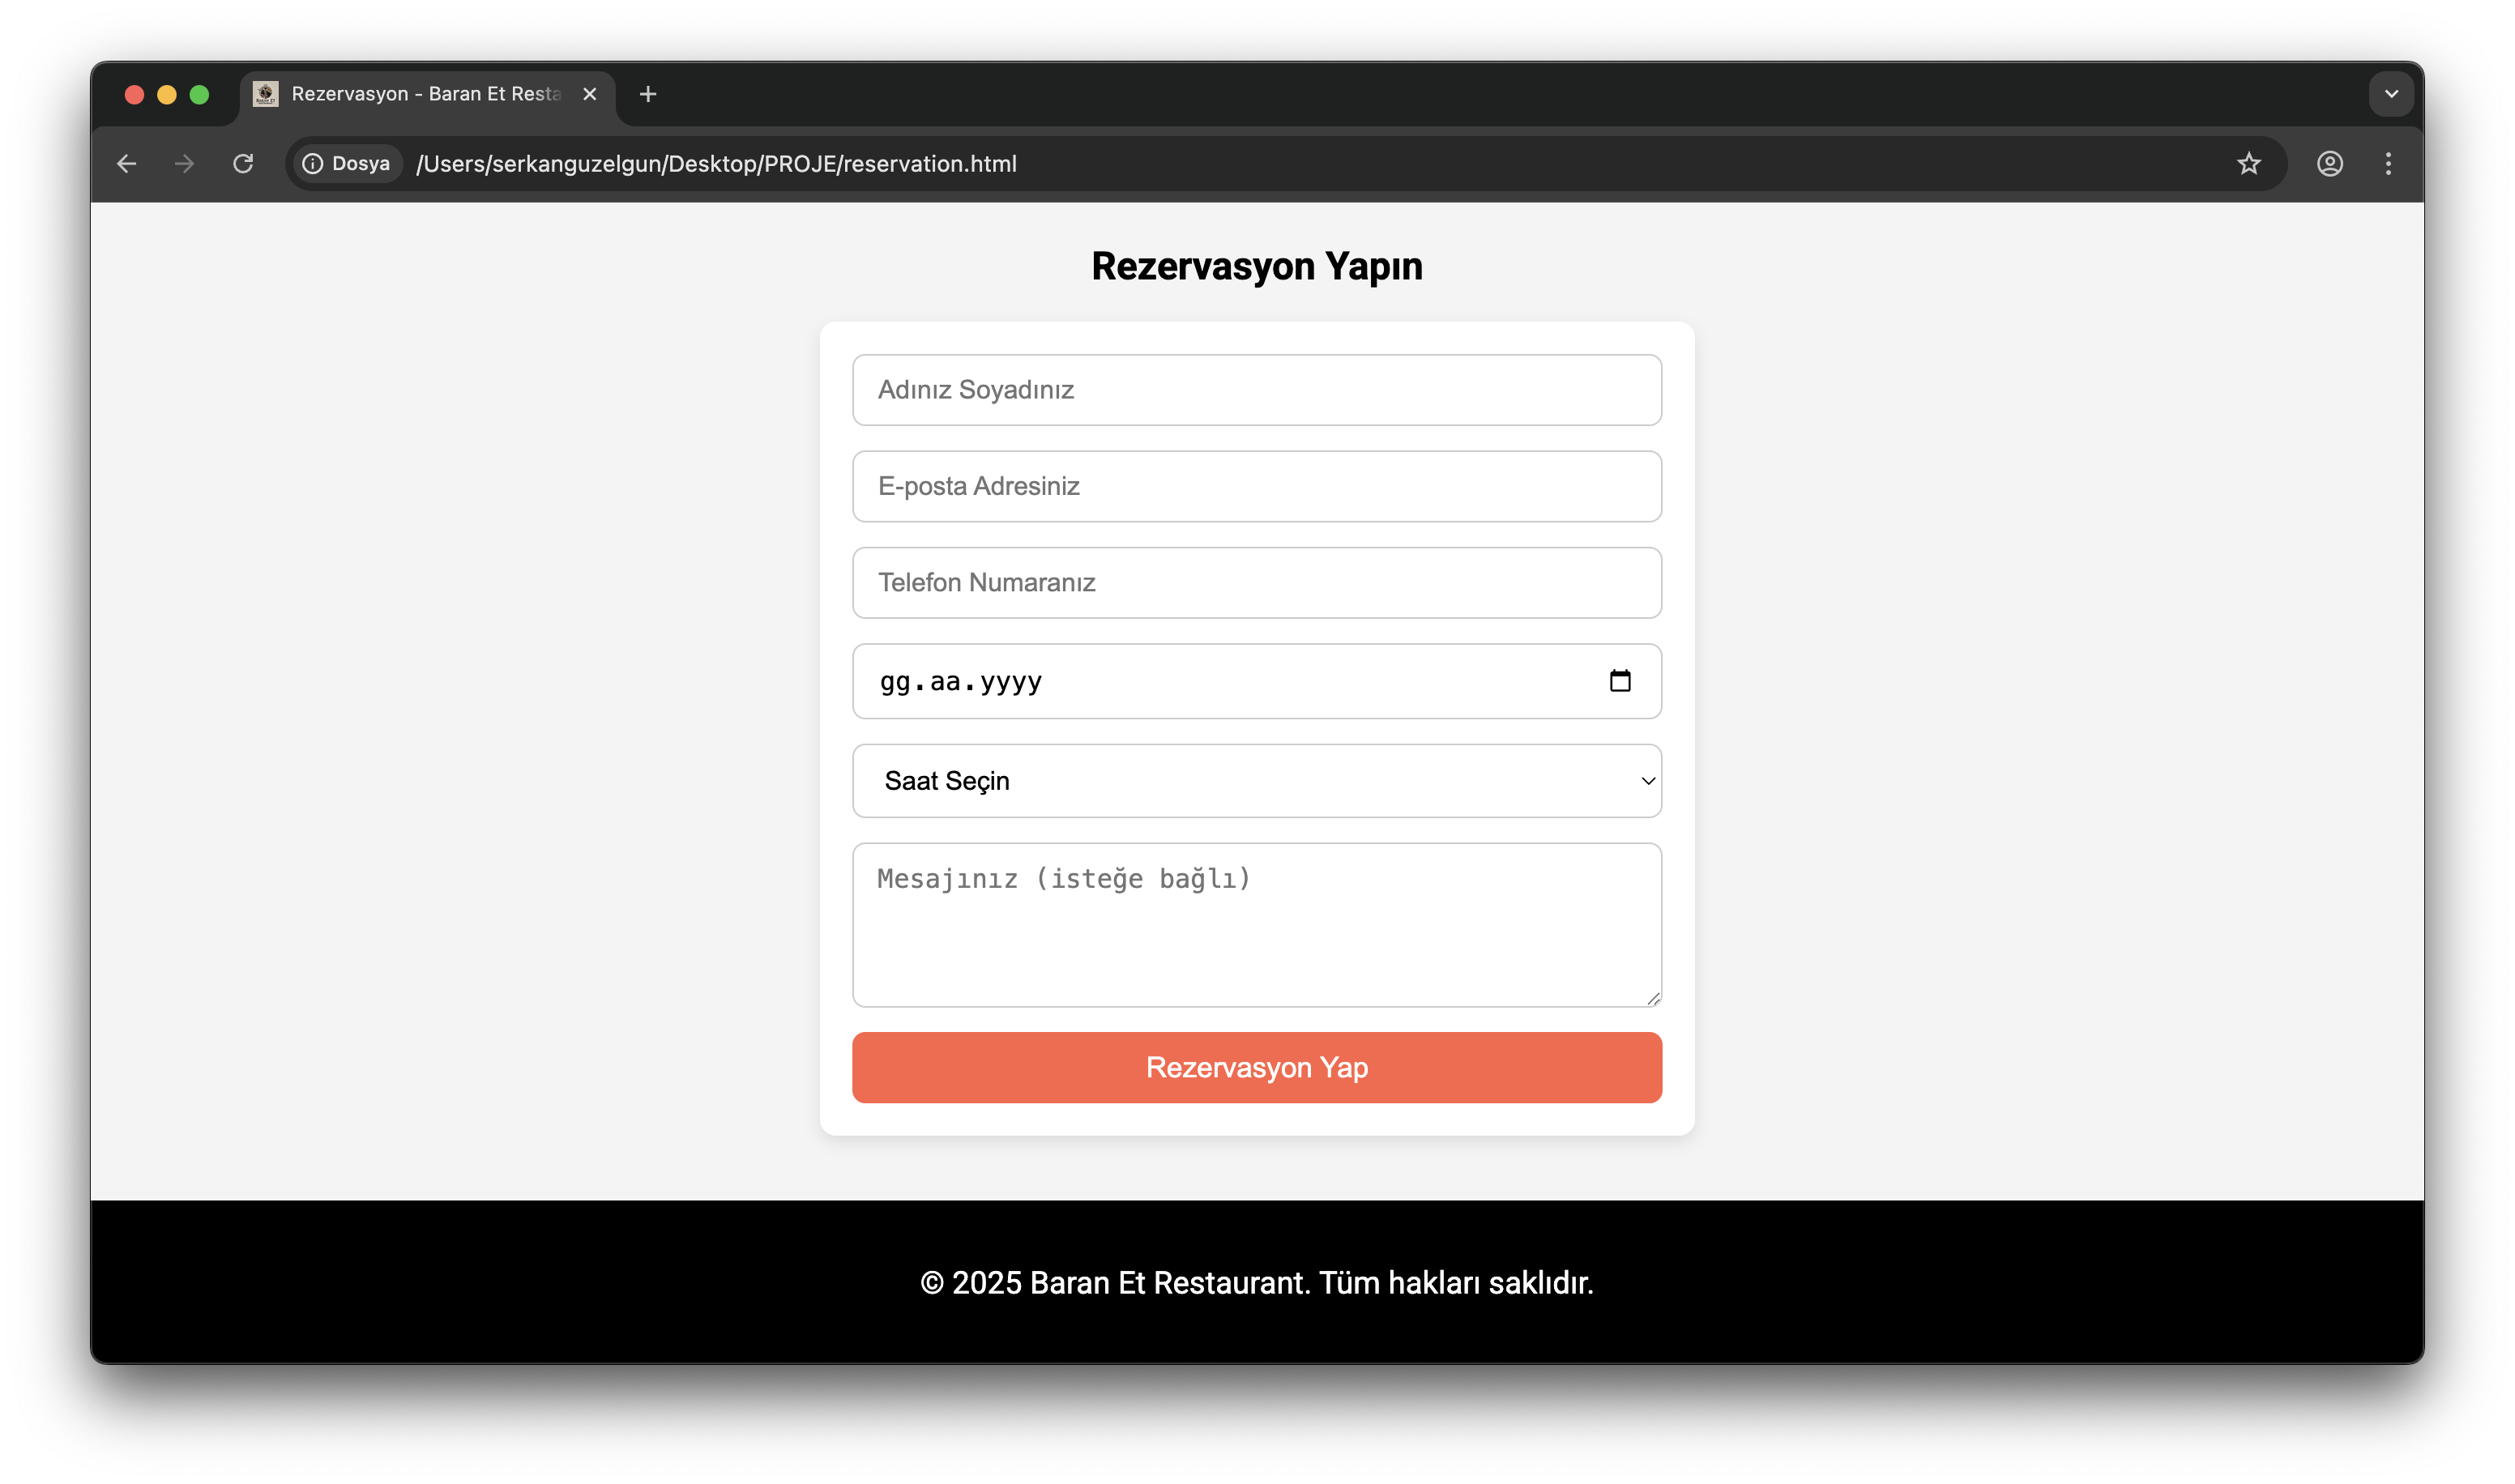 Rezervasyon - Baran Et Resta
Dosya
/Users/serkanguzelgun/Desktop/PROJE/reservation.html
Rezervasyon Yapın
Adınız Soyadınız
E-posta Adresiniz
Telefon Numaranız
gg.aa.yyyy
Saat Seçin
Mesajınız (isteğe bağlı)
Rezervasyon Yap
© 2025 Baran Et Restaurant. Tüm hakları saklıdır.